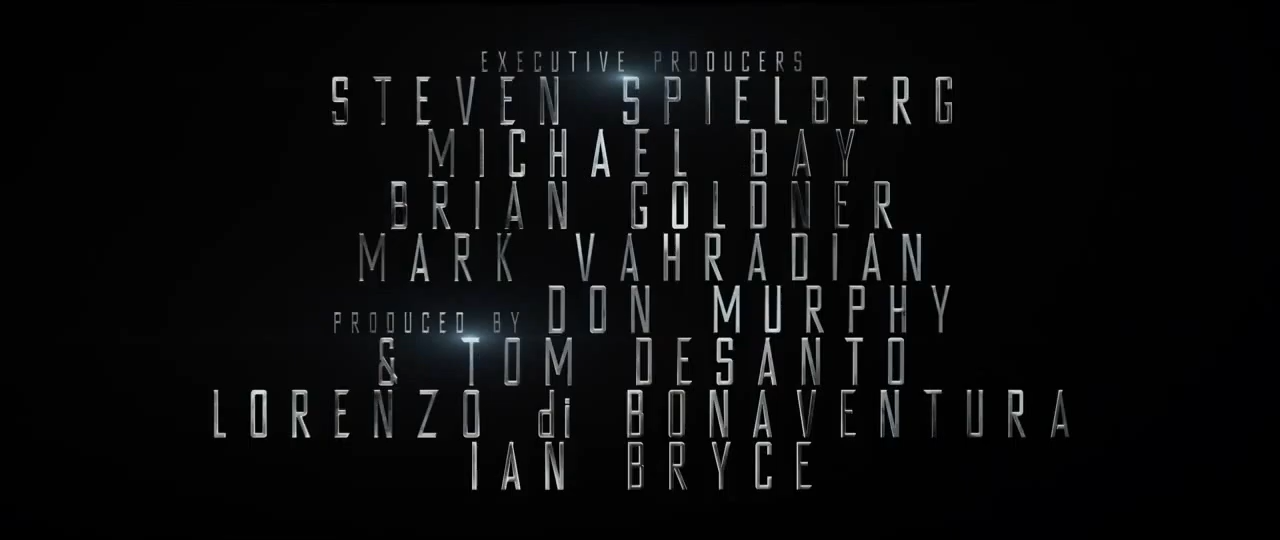 EXECUTIVE PRODUCERS
STEVEN SPIELBERG
MICHAEL BAY
BRIAN GOLDNER
MARK VAHRADIAN
PRODUCED BY DON MURPHY
& TOM DESANTO
LORENZO di BONAVENTURA
IAN BRYCE